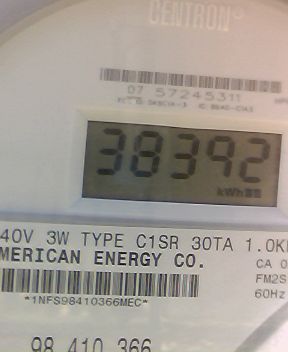 CENTRON®
07 57245311
38392
kWh
40V 3W TYPE C1SR 30TA 1.0K
MERICAN ENERGY CO.
CA 0
FM2S
60Hz
*1NFS98410366MEC*
98 410 366